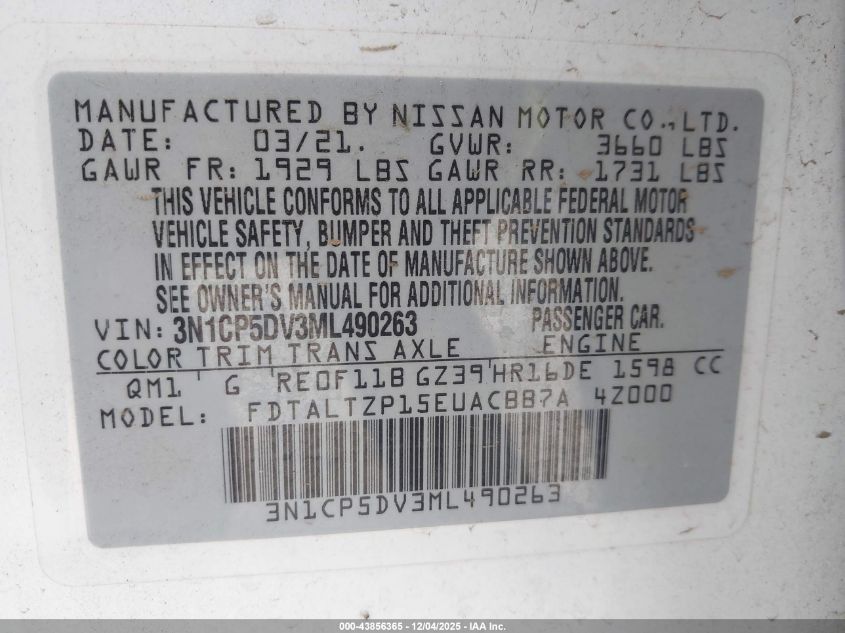 MANUFACTURED BY NISSAN MOTOR CO.,LTD.
DATE: 03/21. GVWR: 3660 LBS
GAWR FR: 1929 LBS GAWR RR: 1731 LBS
THIS VEHICLE CONFORMS TO ALL APPLICABLE FEDERAL MOTOR
VEHICLE SAFETY, BUMPER AND THEFT PREVENTION STANDARDS
IN EFFECT ON THE DATE OF MANUFACTURE SHOWN ABOVE.
SEE OWNER'S MANUAL FOR ADDITIONAL INFORMATION.
VIN: 3N1CP5DV3ML490263 PASSENGER CAR.
COLOR TRIM TRANS AXLE ENGINE
QM1 ' G ' RE0F11B GZ39 ' HR16DE 1598 CC
MODEL: FDTALTZP15EUACBB7A 4Z000
3N1CP5DV3ML490263
000-43856365 - 12/04/2025 - IAA Inc.